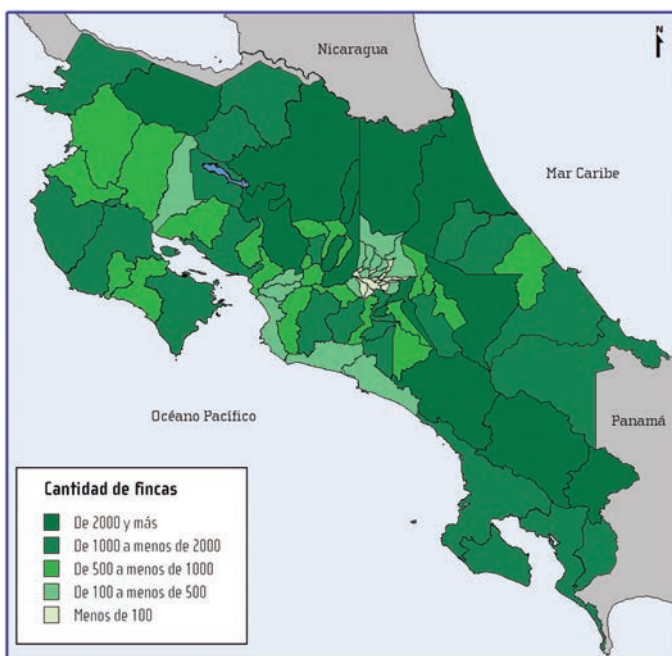 Nicaragua
N
Mar Caribe
Océano Pacífico
Panamá
Cantidad de fincas
De 2000 y más
De 1000 a menos de 2000
De 500 a menos de 1000
De 100 a menos de 500
Menos de 100